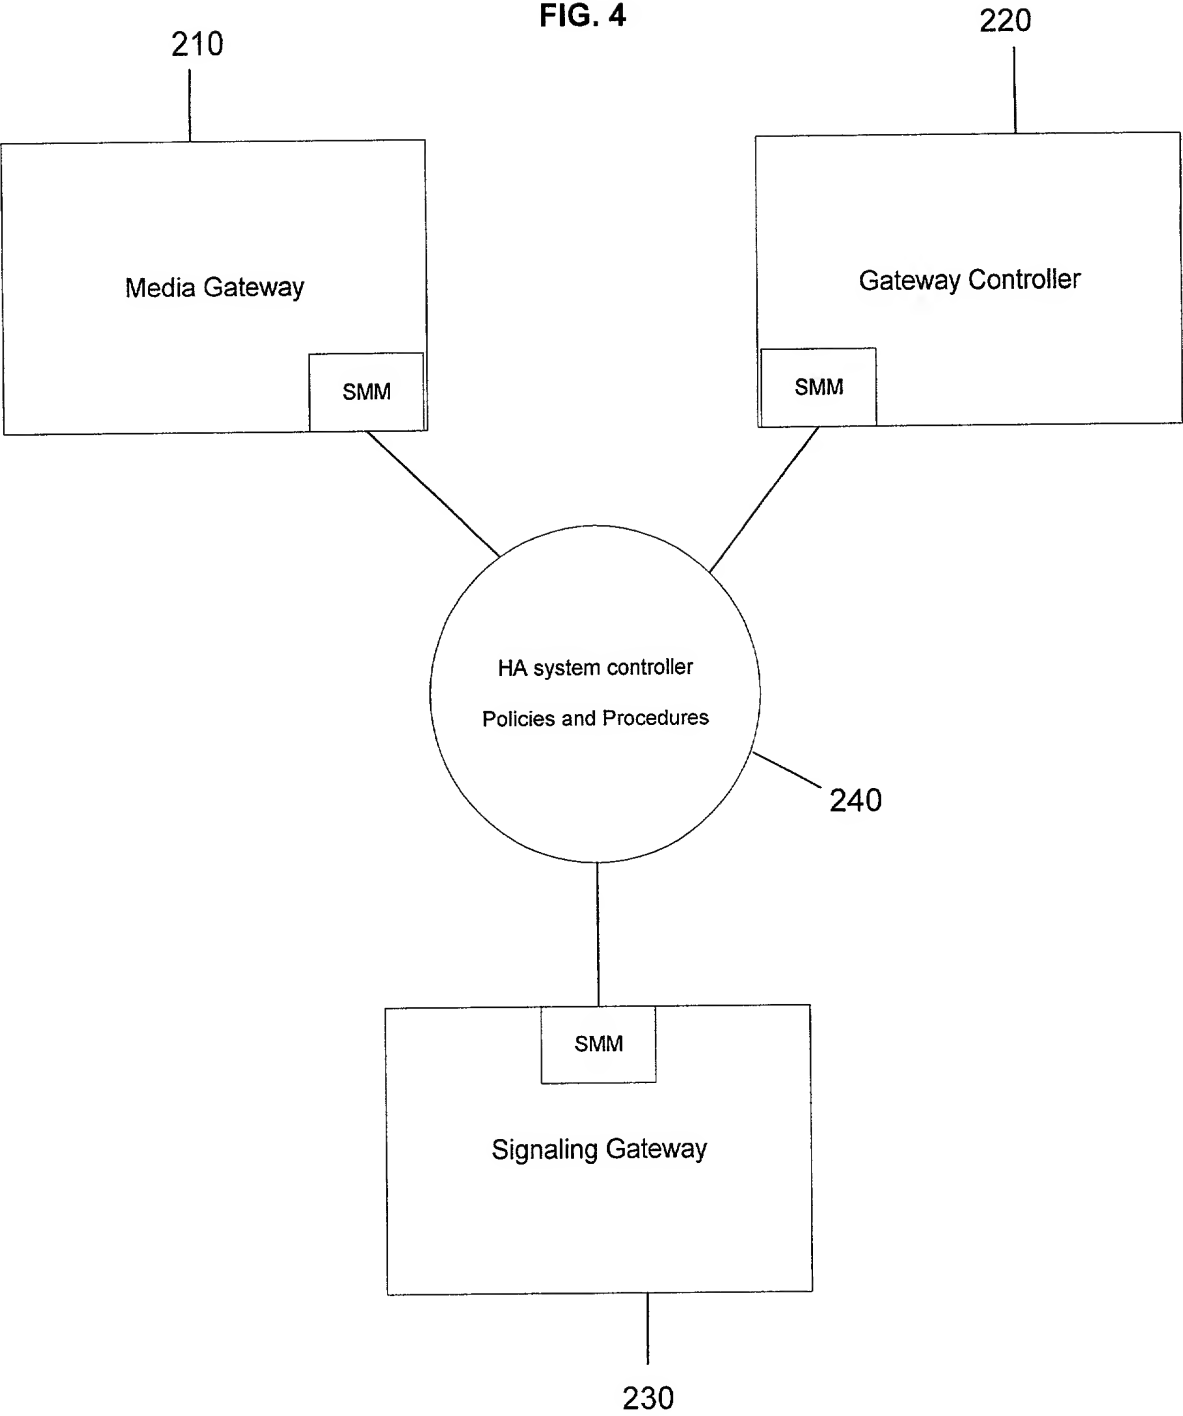 FIG. 4
210
220
Media Gateway
Gateway Controller
SMM
SMM
HA system controller
Policies and Procedures
240
SMM
Signaling Gateway
230